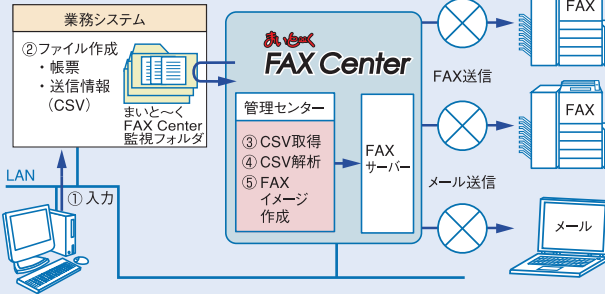 業務システム
②ファイル作成
・帳票
・送信情報
（CSV）
まいと～く
FAX Center
監視フォルダ
LAN
①入力
まいと～く
FAX Center
管理センター
③ CSV取得
④ CSV解析
⑤ FAX
イメージ
作成
FAX
サーバー
FAX送信
メール送信
FAX
FAX
メール